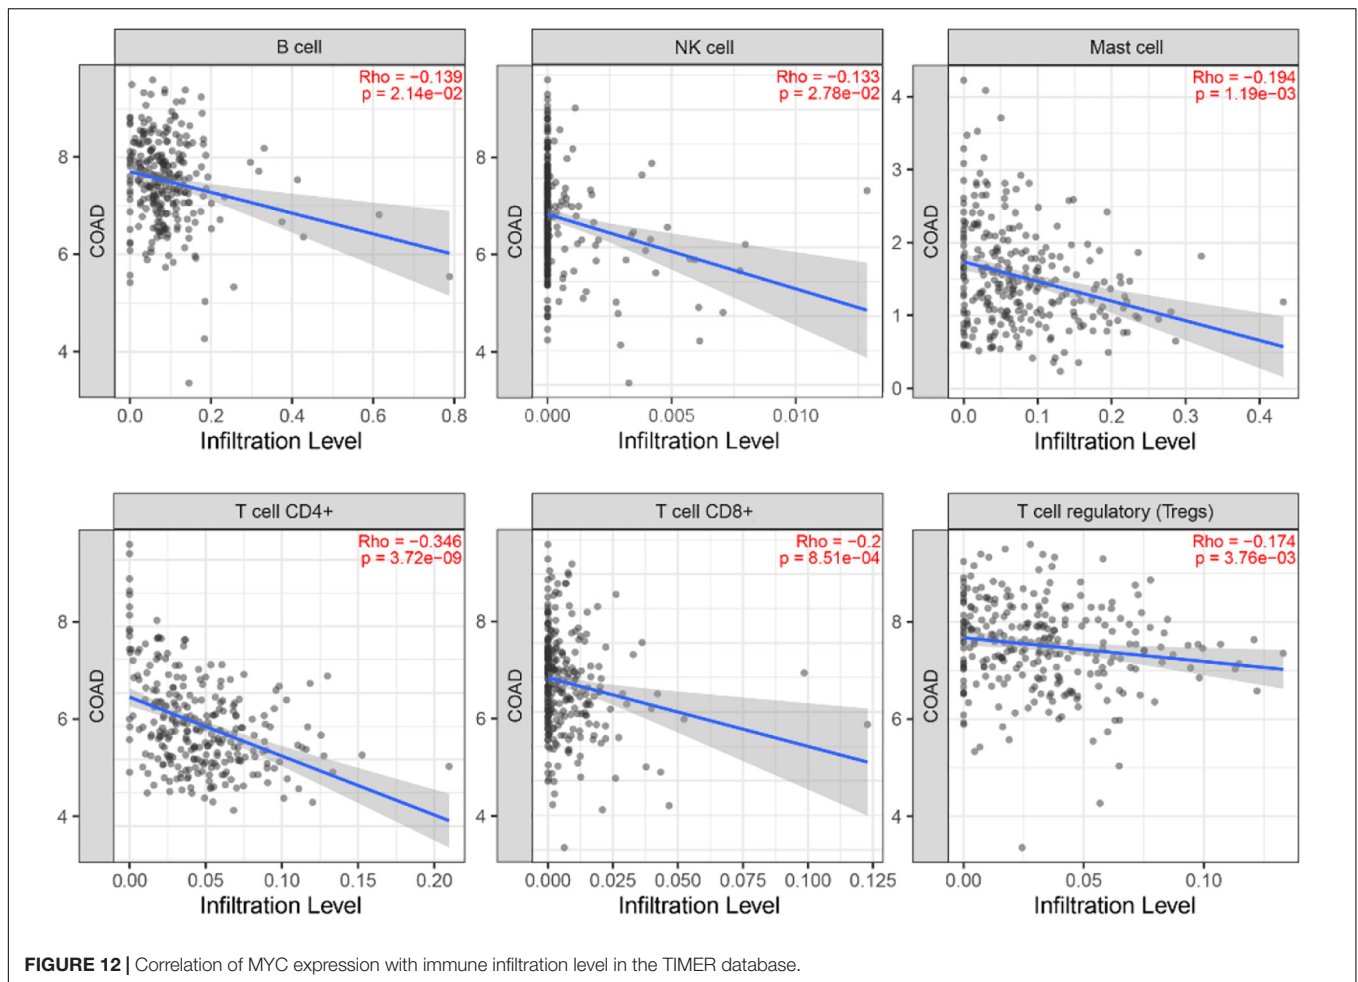 B cell
Rho = −0.139
p = 2.14e−02
COAD
8
6
4
0.0 0.2 0.4 0.6 0.8
Infiltration Level
NK cell
Rho = −0.133
p = 2.78e−02
COAD
8
6
4
0.000 0.005 0.010
Infiltration Level
Mast cell
Rho = −0.194
p = 1.19e−03
COAD
4
3
2
1
0
0.0 0.1 0.2 0.3 0.4
Infiltration Level
T cell CD4+
Rho = −0.346
p = 3.72e−09
COAD
8
6
4
0.00 0.05 0.10 0.15 0.20
Infiltration Level
T cell CD8+
Rho = −0.2
p = 8.51e−04
COAD
8
6
4
0.000 0.025 0.050 0.075 0.100 0.125
Infiltration Level
T cell regulatory (Tregs)
Rho = −0.174
p = 3.76e−03
COAD
8
6
4
0.00 0.05 0.10
Infiltration Level
FIGURE 12 | Correlation of MYC expression with immune infiltration level in the TIMER database.